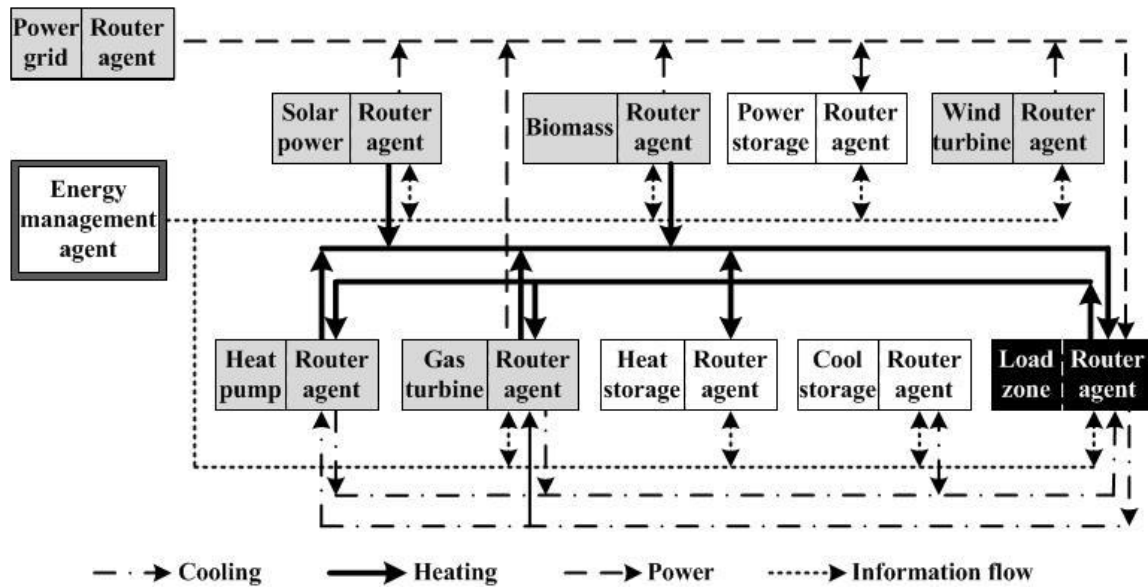 Power Router
grid agent
Solar Router
power agent
Biomass Router
agent
Power Router
storage agent
Wind Router
turbine agent
Energy
management
agent
Heat Router
pump agent
Gas Router
turbine agent
Heat Router
storage agent
Cool Router
storage agent
Load Router
zone agent
Cooling Heating Power Information flow